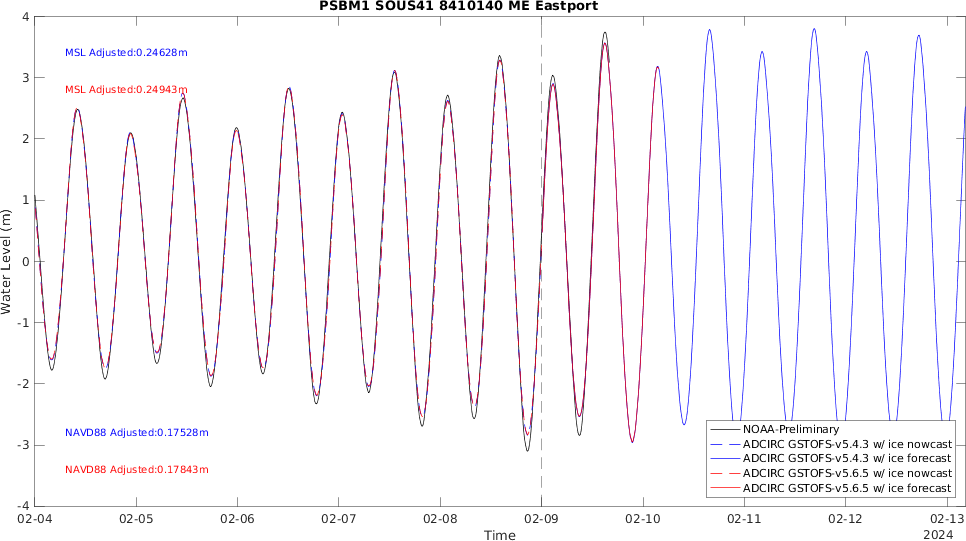 PSBM1 SOUS41 8410140 ME Eastport
MSL Adjusted:0.24628m
MSL Adjusted:0.24943m
NAVD88 Adjusted:0.17528m
NAVD88 Adjusted:0.17843m
Water Level (m)
4
3
2
1
0
-1
-2
-3
-4
NOAA-Preliminary
ADCIRC GSTOFS-v5.4.3 w/ ice nowcast
ADCIRC GSTOFS-v5.4.3 w/ ice forecast
ADCIRC GSTOFS-v5.6.5 w/ ice nowcast
ADCIRC GSTOFS-v5.6.5 w/ ice forecast
02-04 02-05 02-06 02-07 02-08 02-09 02-10 02-11 02-12 02-13
Time
2024